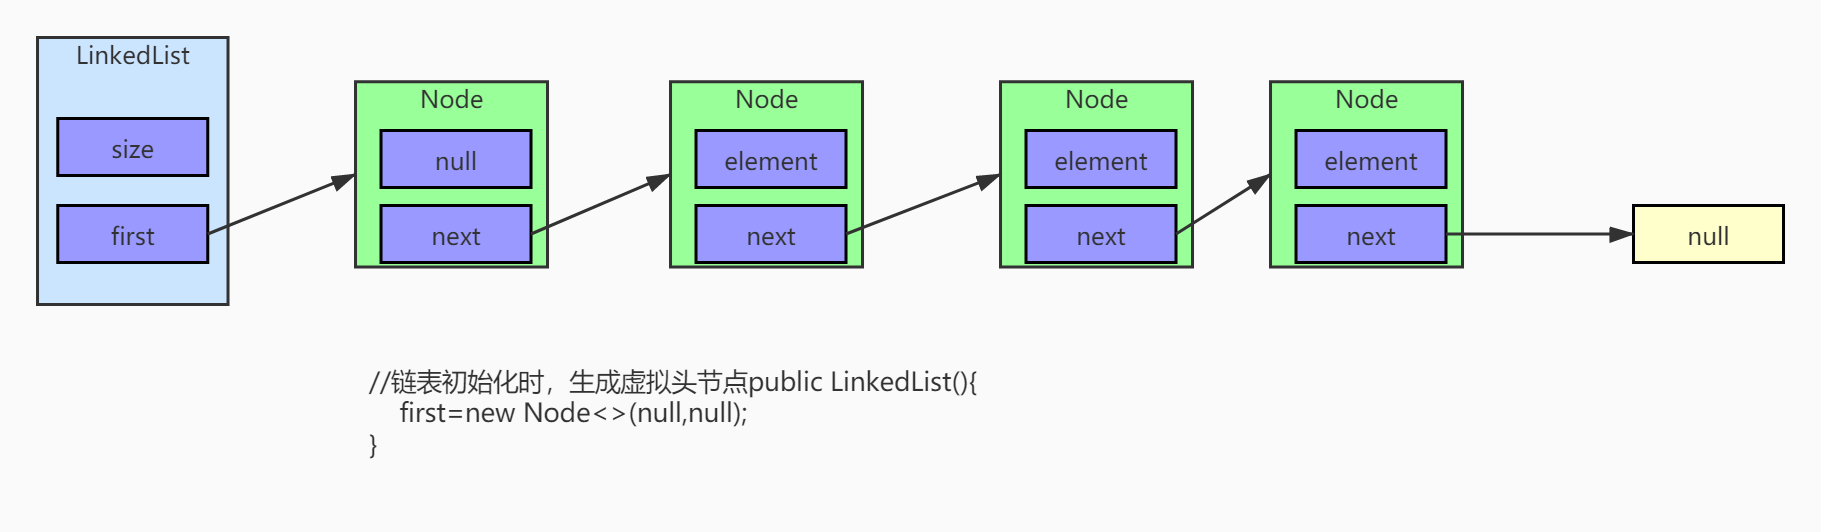 LinkedList
size
first
Node
null
next
Node
element
next
Node
element
next
Node
element
next
null
//链表初始化时，生成虚拟头节点public LinkedList(){
first=new Node<>(null,null);
}